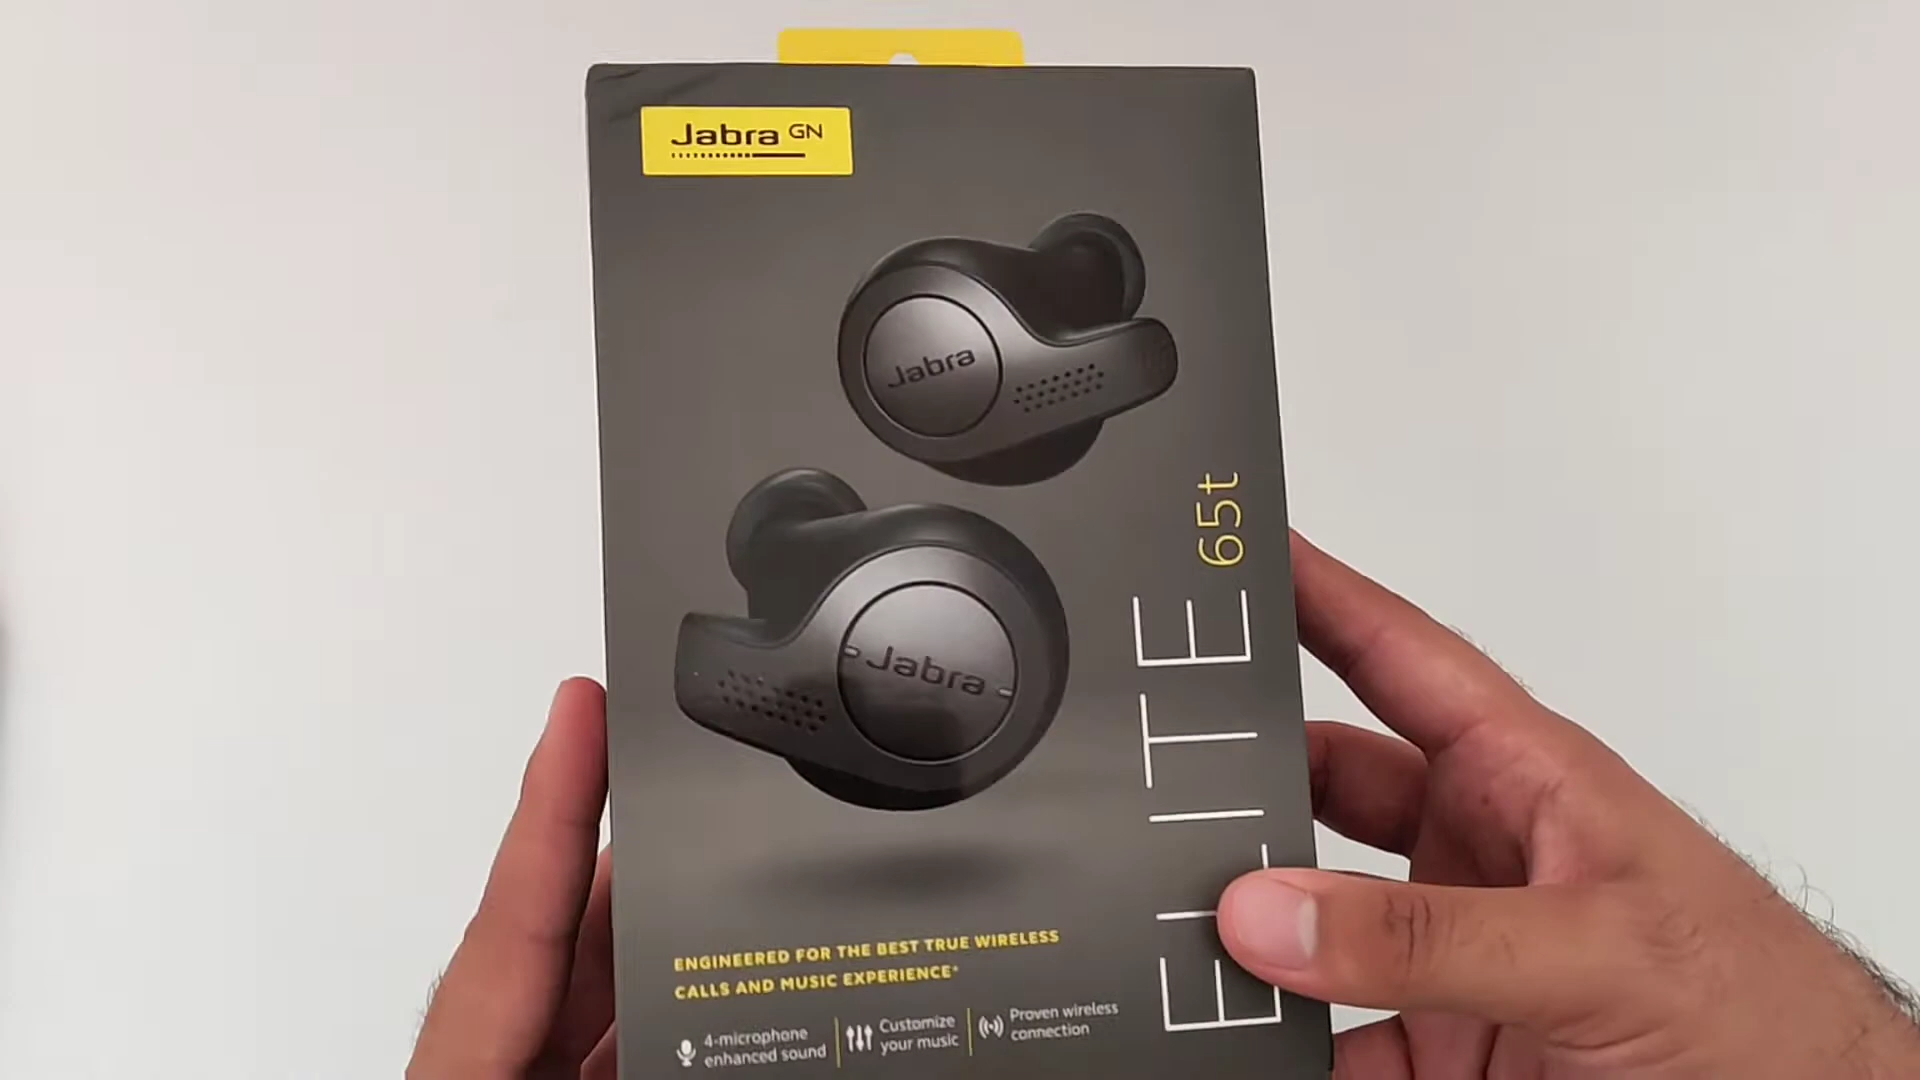 Jabra GN
Jabra
Jabra
ELITE 65t
ENGINEERED FOR THE BEST TRUE WIRELESS
CALLS AND MUSIC EXPERIENCE*
4-microphone
enhanced sound
Customize
your music
Proven wireless
connection